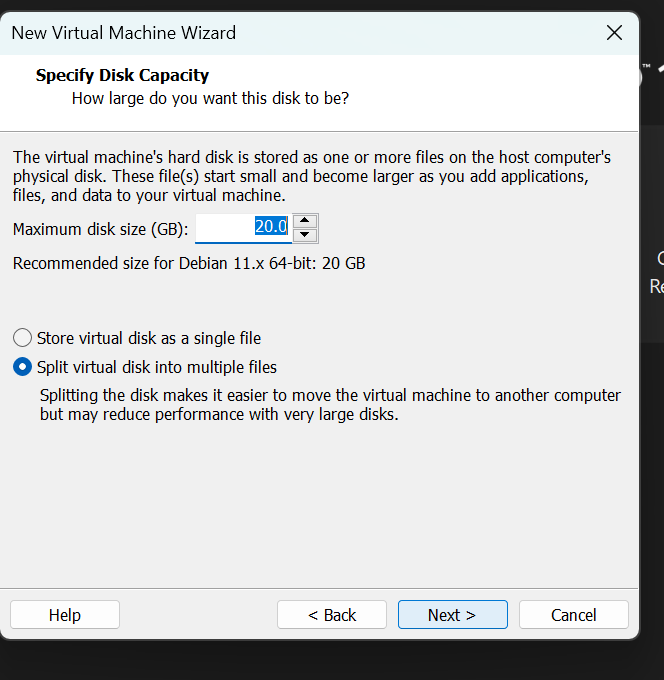 New Virtual Machine Wizard
Specify Disk Capacity
How large do you want this disk to be?
The virtual machine's hard disk is stored as one or more files on the host computer's
physical disk. These file(s) start small and become larger as you add applications,
files, and data to your virtual machine.
Maximum disk size (GB): 20.0
Recommended size for Debian 11.x 64-bit: 20 GB
Store virtual disk as a single file
Split virtual disk into multiple files
Splitting the disk makes it easier to move the virtual machine to another computer
but may reduce performance with very large disks.
Help
< Back
Next >
Cancel